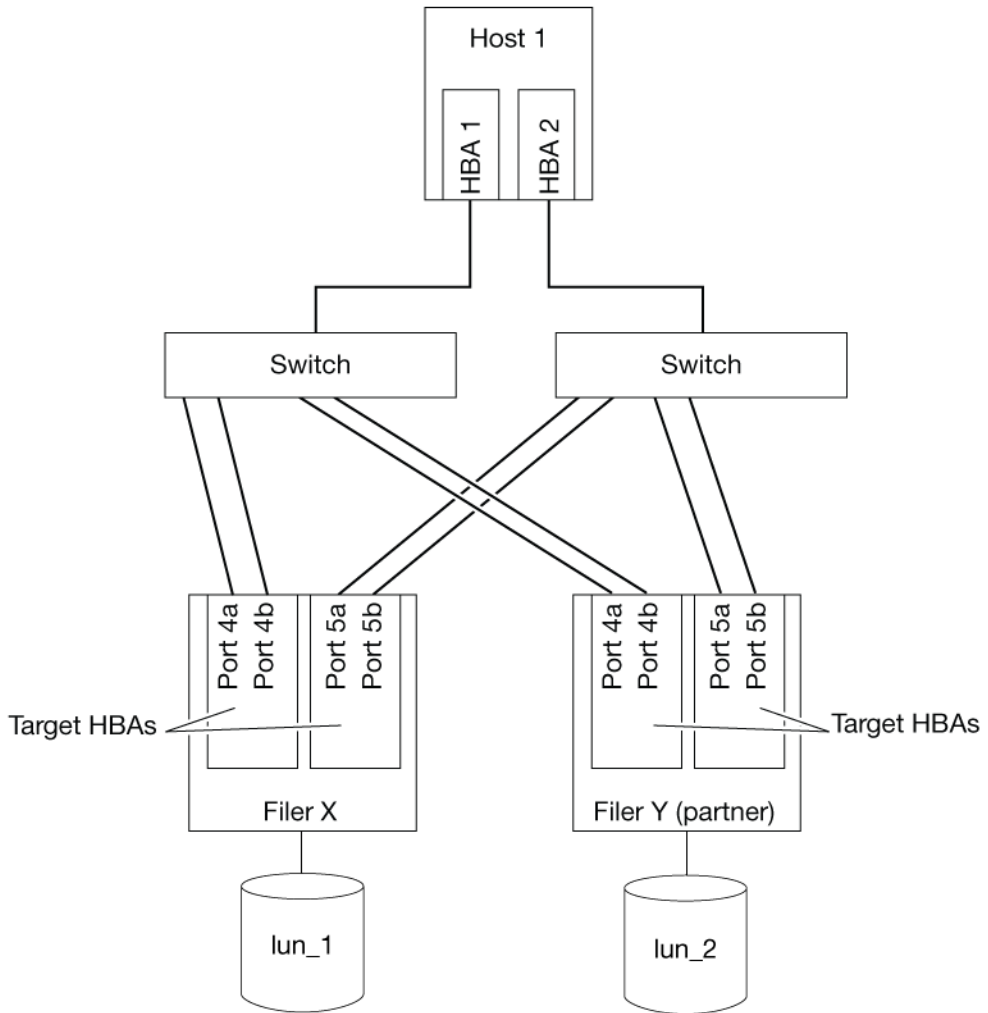 Host 1
HBA 1
HBA 2
Switch
Switch
Port 4a
Port 4b
Port 5a
Port 5b
Port 4a
Port 4b
Port 5a
Port 5b
Target HBAs
Target HBAs
Filer X
Filer Y (partner)
lun_1
lun_2